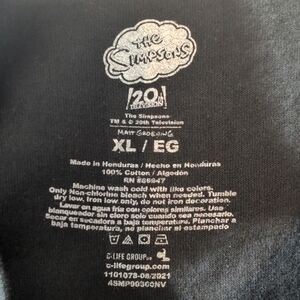 THE
SIMPSONS
20th
TELEVISION
The Simpsons
TM & © 20th Television
MATT GROENING
XL / EG
Made in Honduras / Hecho en Honduras
100% Cotton / Algodón
RN 86947
Machine wash cold with like colors.
Only Non-chlorine bleach when needed. Tumble
dry low, Iron low only, do not iron decoration.
Lavar en agua fria con colores similares. Use
blanqueador sin cloro solo cuando sea necesario.
Secar en secadora a baja temperatura. Planchar a
baja temperatura, no planchar el estampado
C-LIFE GROUP
c-lifegroup.com
1101078-08/2021
4SMP00360NV